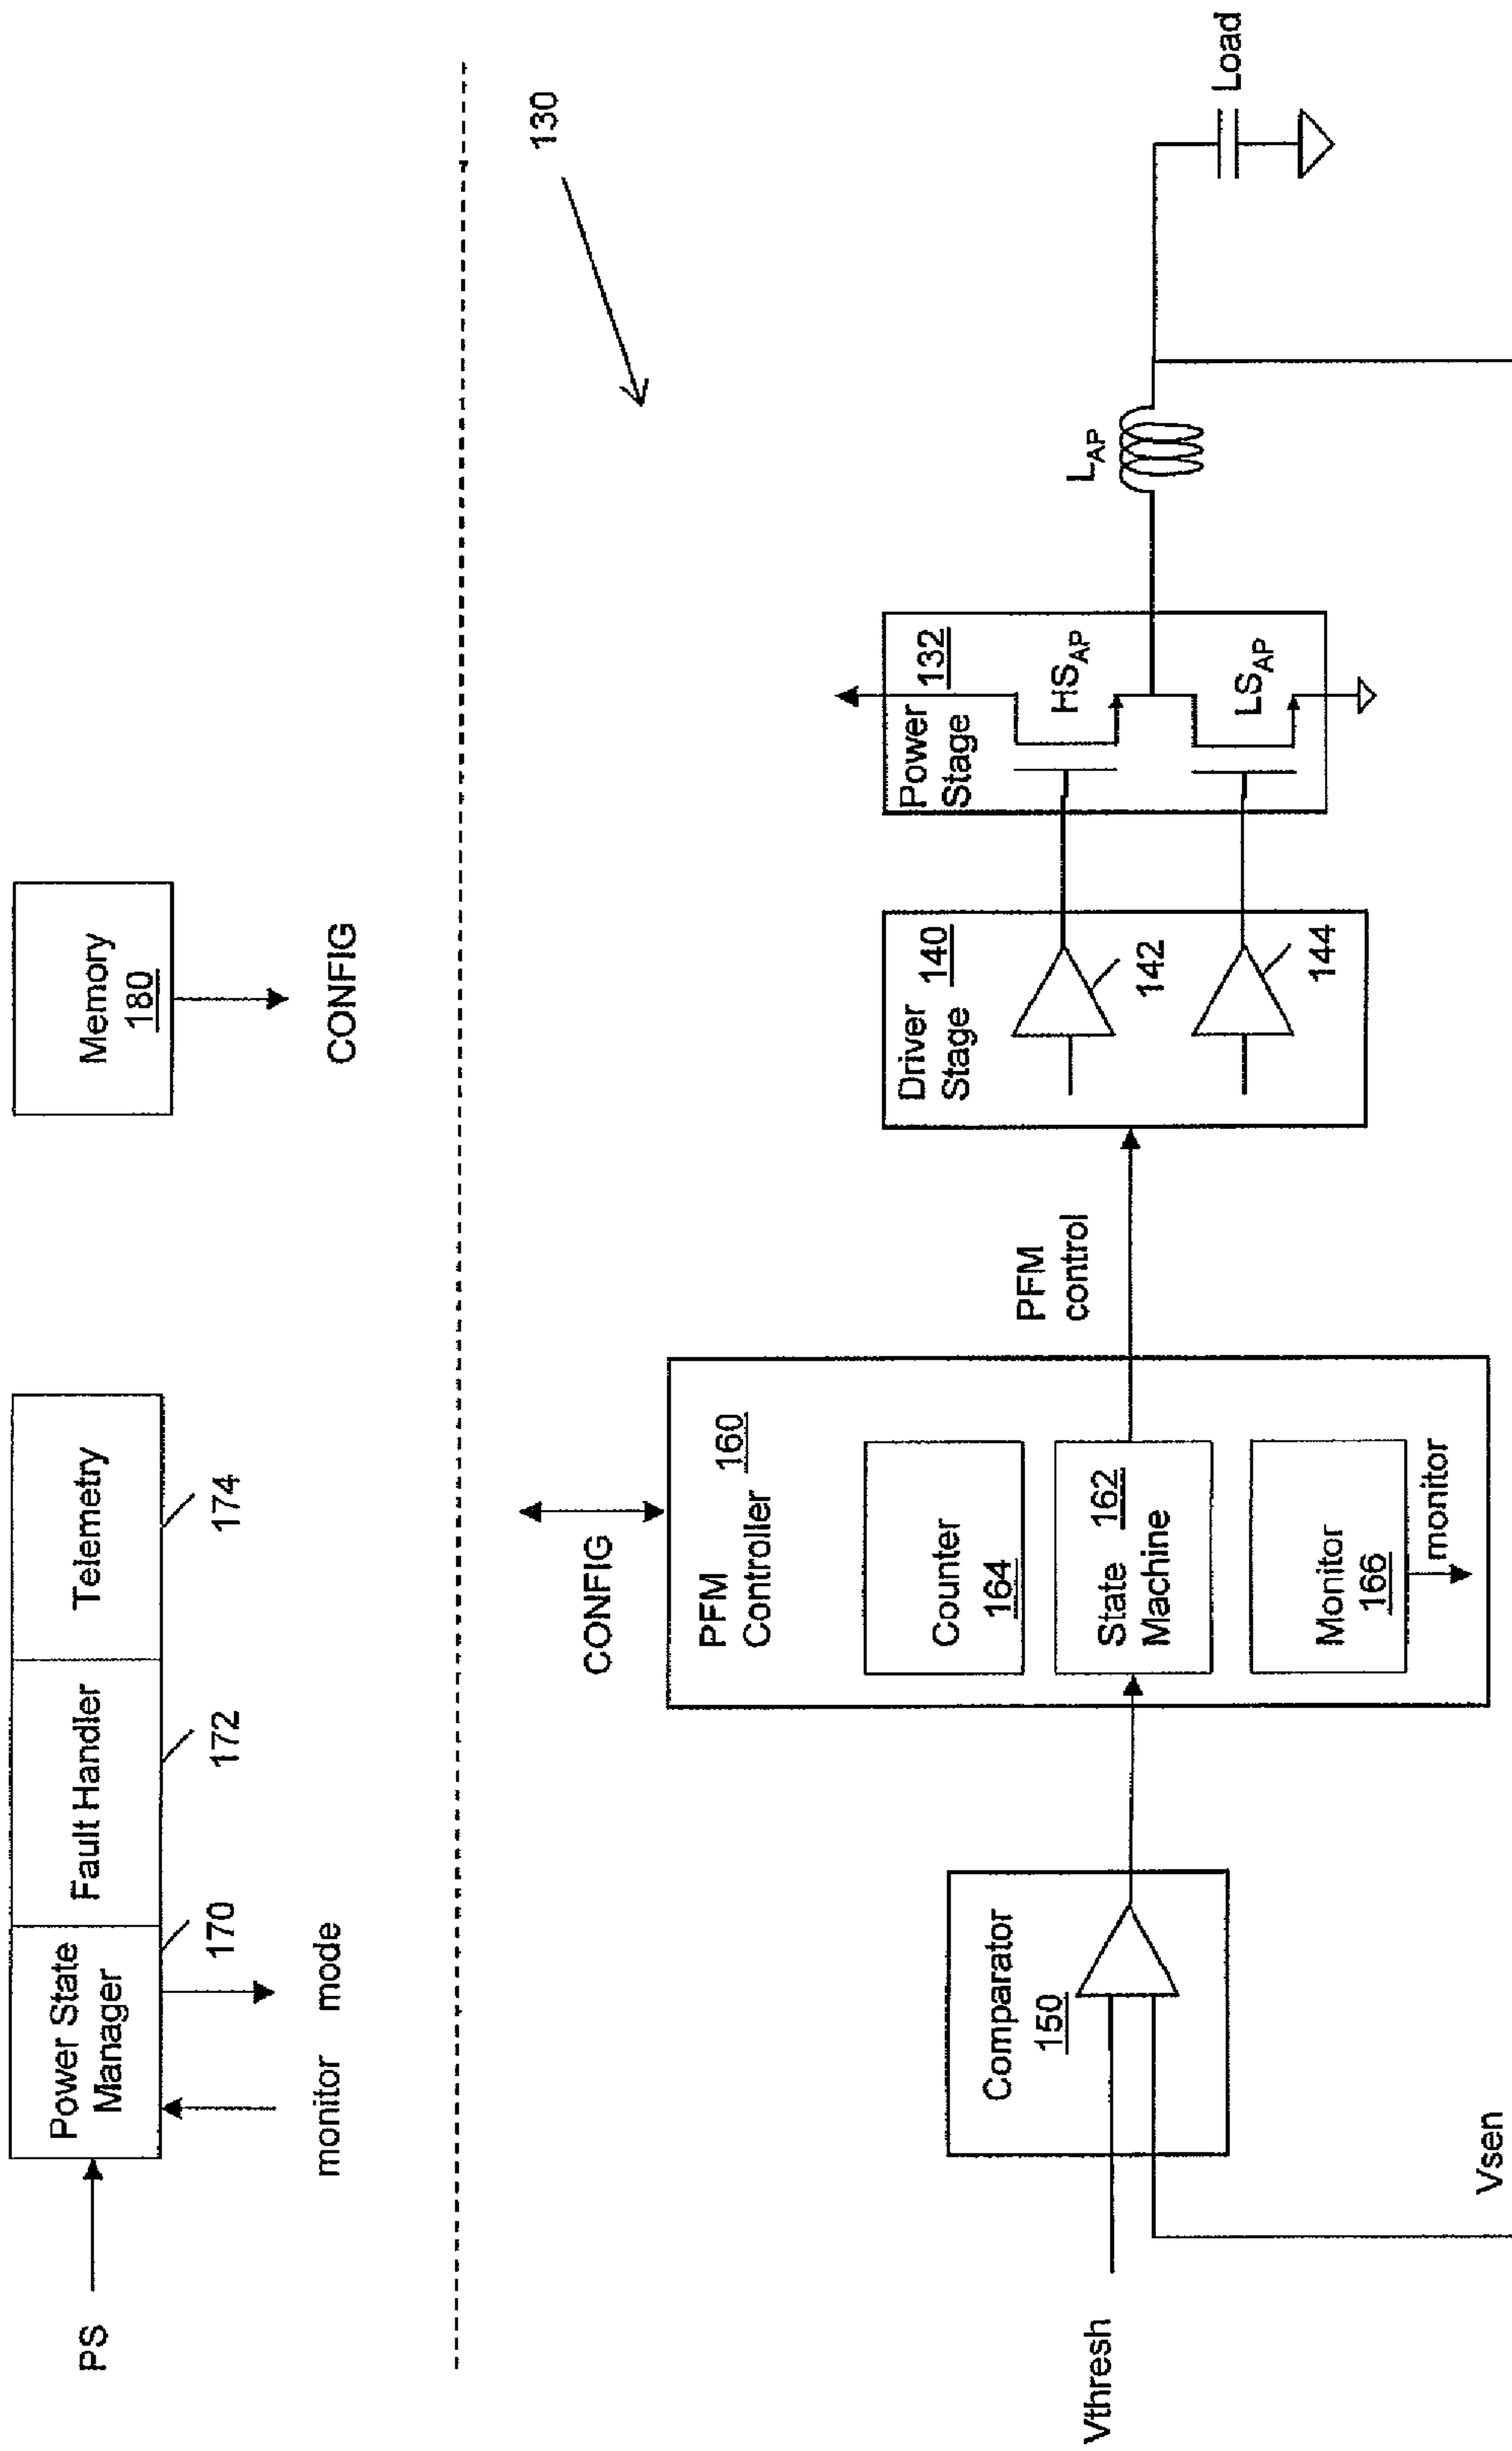 PS
Power State
Manager
Fault Handler
Telemetry
170
172
174
monitor
mode
Memory
180
CONFIG
130
CONFIG
Vthresh
Comparator
150
Vsen
PFM
Controller 160
Counter
164
State 162
Machine
Monitor
166
monitor
PFM
control
Driver
Stage 140
142
144
Power
Stage 132
HSAP
LSAP
LAP
Load